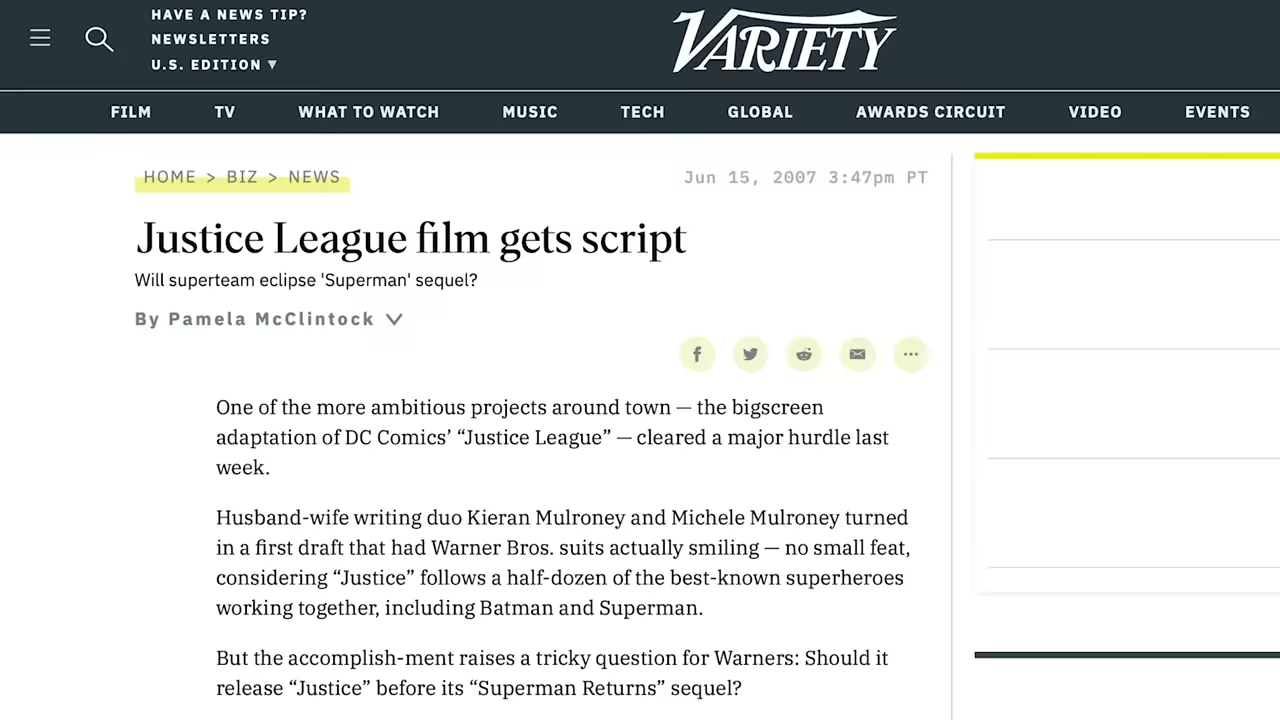 HAVE A NEWS TIP?
NEWSLETTERS
U.S. EDITION ▼
VARIETY
FILM TV WHAT TO WATCH MUSIC TECH GLOBAL AWARDS CIRCUIT VIDEO EVENTS
HOME > BIZ > NEWS
Jun 15, 2007 3:47pm PT
Justice League film gets script
Will superteam eclipse 'Superman' sequel?
By Pamela McClintock
One of the more ambitious projects around town — the bigscreen
adaptation of DC Comics’ “Justice League” — cleared a major hurdle last
week.
Husband-wife writing duo Kieran Mulroney and Michele Mulroney turned
in a first draft that had Warner Bros. suits actually smiling — no small feat,
considering “Justice” follows a half-dozen of the best-known superheroes
working together, including Batman and Superman.
But the accomplish-ment raises a tricky question for Warners: Should it
release “Justice” before its “Superman Returns” sequel?